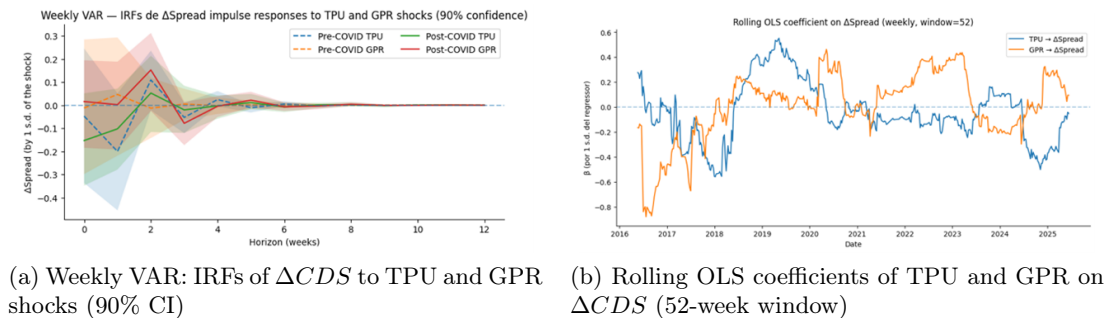 Weekly VAR — IRFs de ΔSpread impulse responses to TPU and GPR shocks (90% confidence)
Pre-COVID TPU
Pre-COVID GPR
Post-COVID TPU
Post-COVID GPR
ΔSpread (by 1 s.d. of the shock)
0.3
0.2
0.1
0.0
−0.1
−0.2
−0.3
−0.4
0 2 4 6 8 10 12
Horizon (weeks)
Rolling OLS coefficient on ΔSpread (weekly, window=52)
TPU → ΔSpread
GPR → ΔSpread
β (por 1 s.d. del regresor)
0.6
0.4
0.2
0.0
−0.2
−0.4
−0.6
−0.8
2016 2017 2018 2019 2020 2021 2022 2023 2024 2025
Date
(a) Weekly VAR: IRFs of ΔCDS to TPU and GPR
shocks (90% CI)
(b) Rolling OLS coefficients of TPU and GPR on
ΔCDS (52-week window)